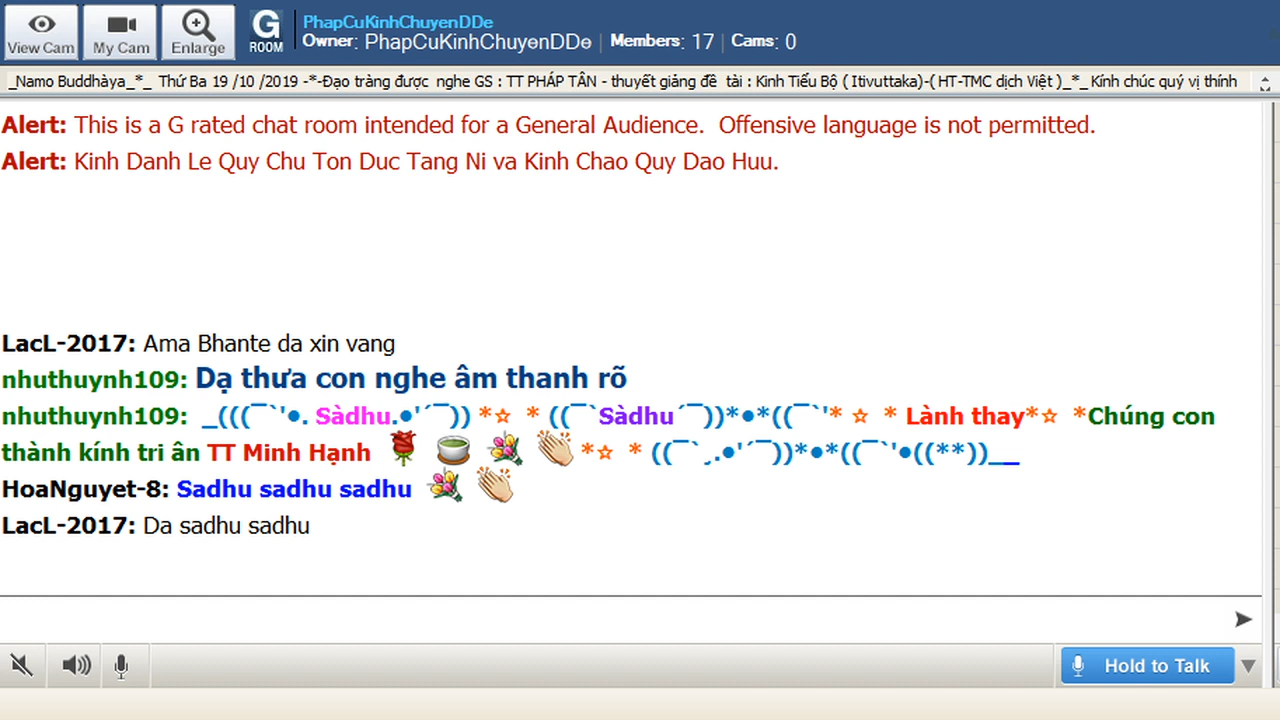 View Cam
My Cam
Enlarge
G
ROOM
PhapCuKinhChuyenDDe
Owner: PhapCuKinhChuyenDDe | Members: 17 | Cams: 0
_Namo Buddhàya_*_ Thứ Ba 19 /10 /2019 -*-Đạo tràng được nghe GS : TT PHÁP TÂN - thuyết giảng đề tài : Kinh Tiểu Bộ ( Itivuttaka)-( HT-TMC dịch Việt )_*_ Kính chúc quý vị thính
Alert: This is a G rated chat room intended for a General Audience. Offensive language is not permitted.
Alert: Kinh Danh Le Quy Chu Ton Duc Tang Ni va Kinh Chao Quy Dao Huu.
LacL-2017: Ama Bhante da xin vang
nhuthuynh109: Dạ thưa con nghe âm thanh rõ
nhuthuynh109: _(((¯`'●. Sàdhu.●'´¯)) *☆ * ((¯`Sàdhu´¯))*●*((¯`'* ☆ * Lành thay*☆ *Chúng con
thành kính tri ân TT Minh Hạnh 🌹 🍵 💐 👏 *☆ * ((¯`¸.●'´¯))*●*((¯`'●((**))__
HoaNguyet-8: Sadhu sadhu sadhu 💐 👏
LacL-2017: Da sadhu sadhu
Hold to Talk